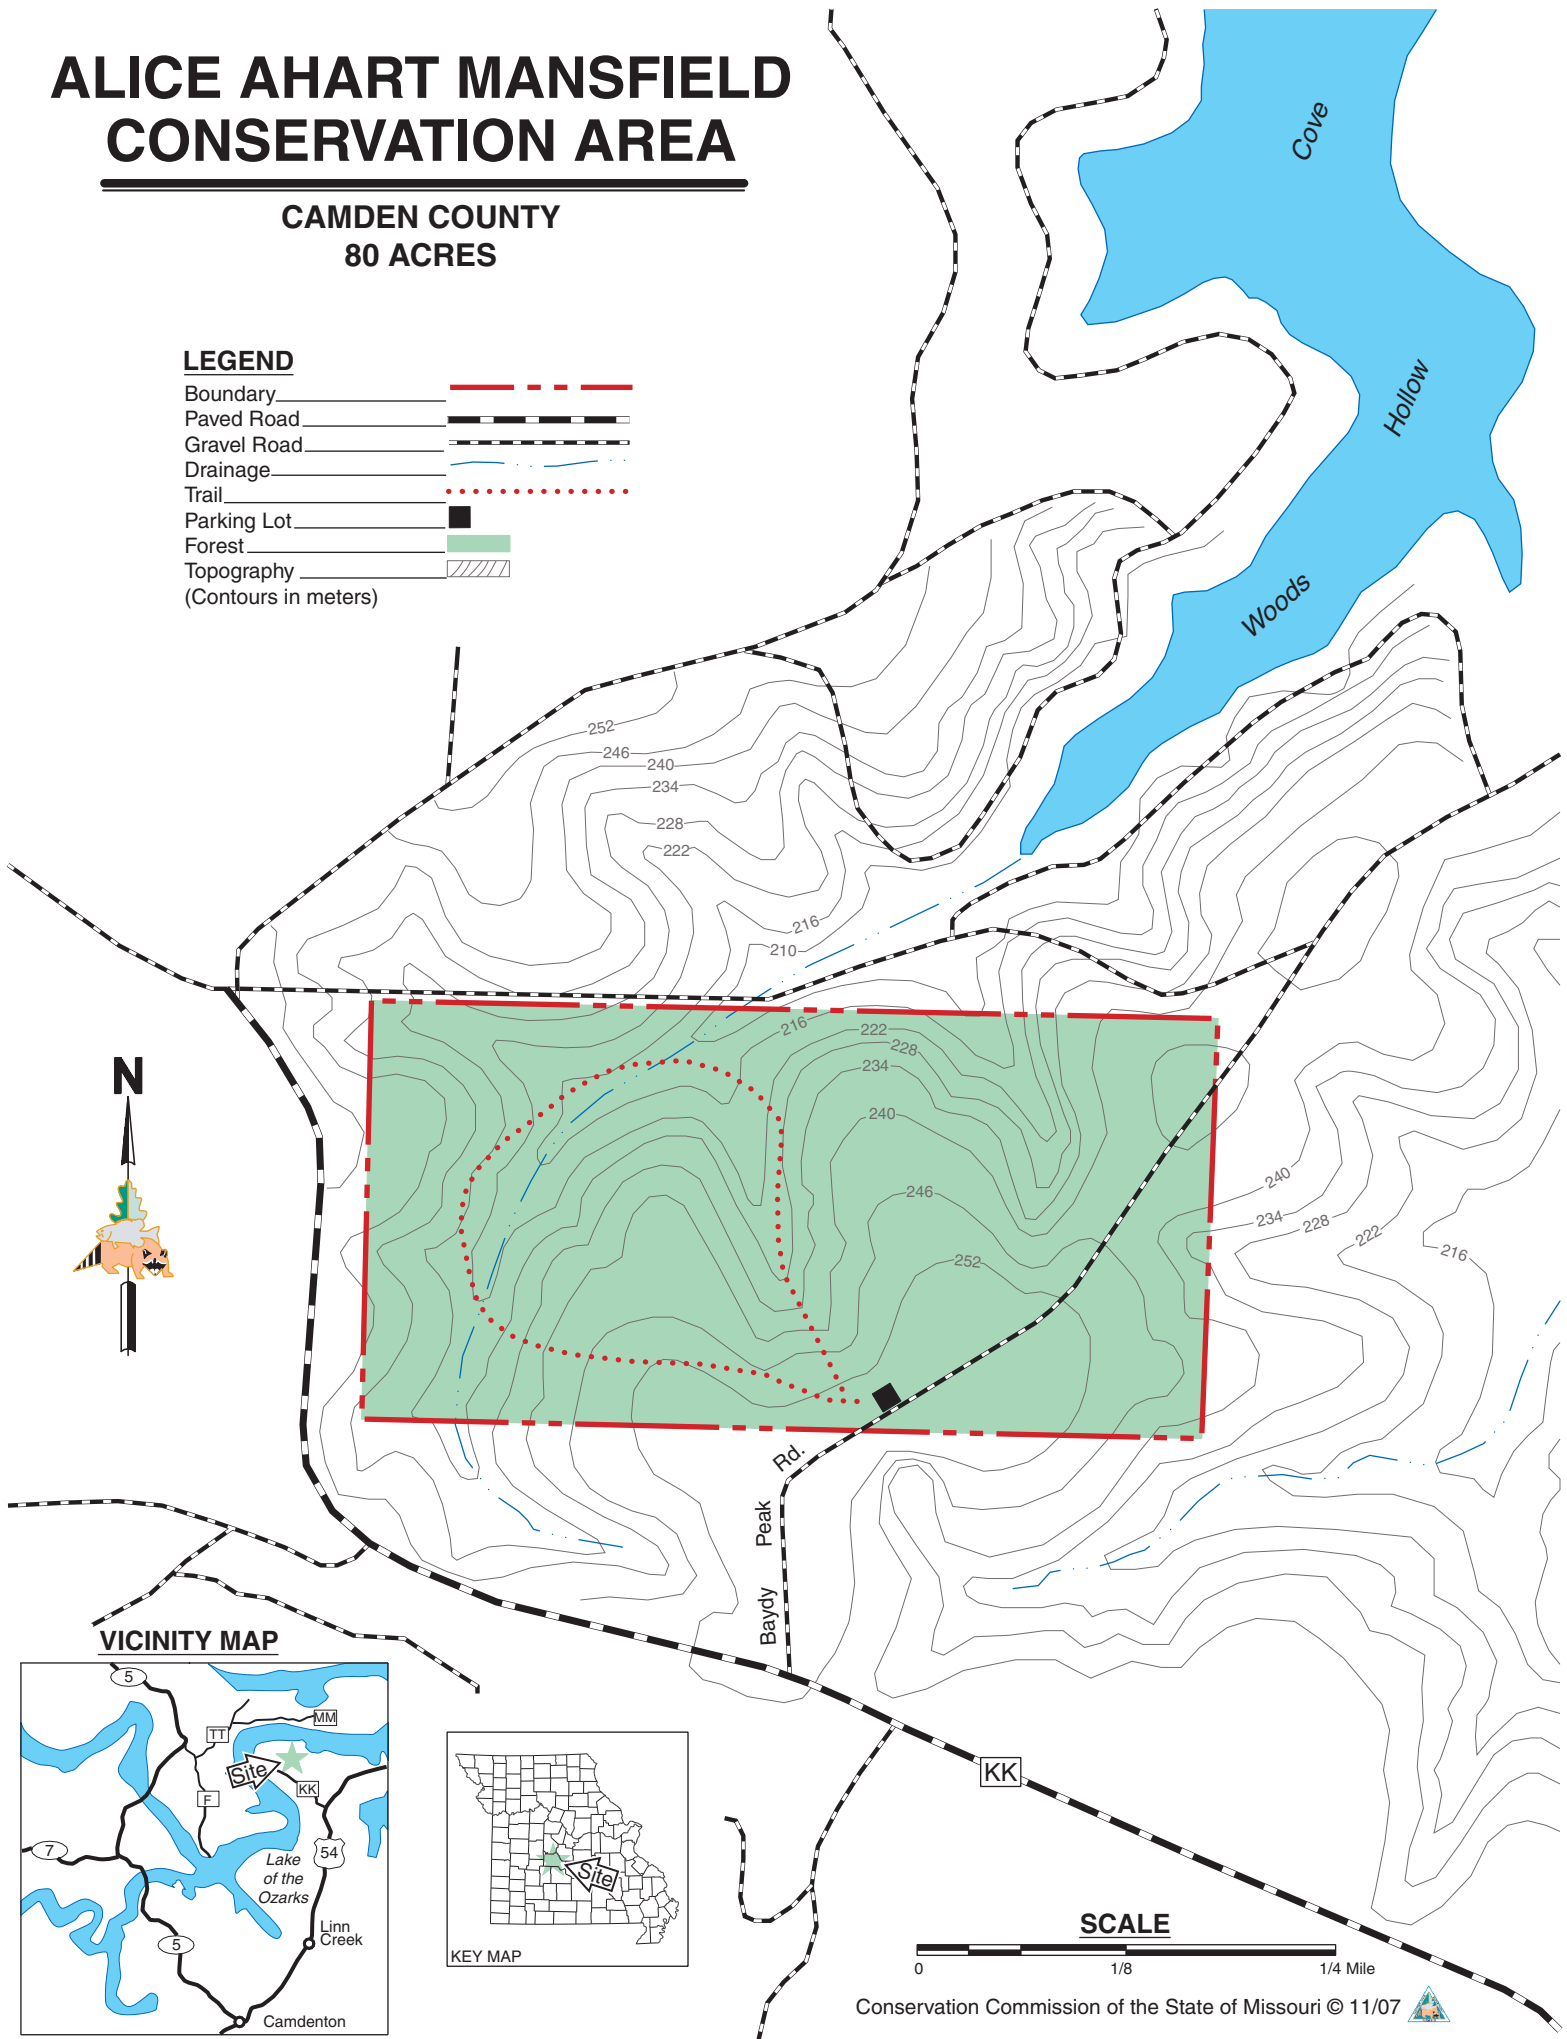 ALICE AHART MANSFIELD
CONSERVATION AREA
CAMDEN COUNTY
80 ACRES
LEGEND
Boundary
Paved Road
Gravel Road
Drainage
Trail
Parking Lot
Forest
Topography
(Contours in meters)
Cove
Hollow
Woods
252
246
240
234
228
222
216
210
216
222
228
234
240
246
252
240
234
228
222
216
N
Rd.
Peak
Baydy
KK
VICINITY MAP
5
TT
MM
Site
KK
F
7
54
Lake
of the
Ozarks
5
Linn
Creek
Camdenton
Site
KEY MAP
SCALE
0 1/8 1/4 Mile
Conservation Commission of the State of Missouri © 11/07